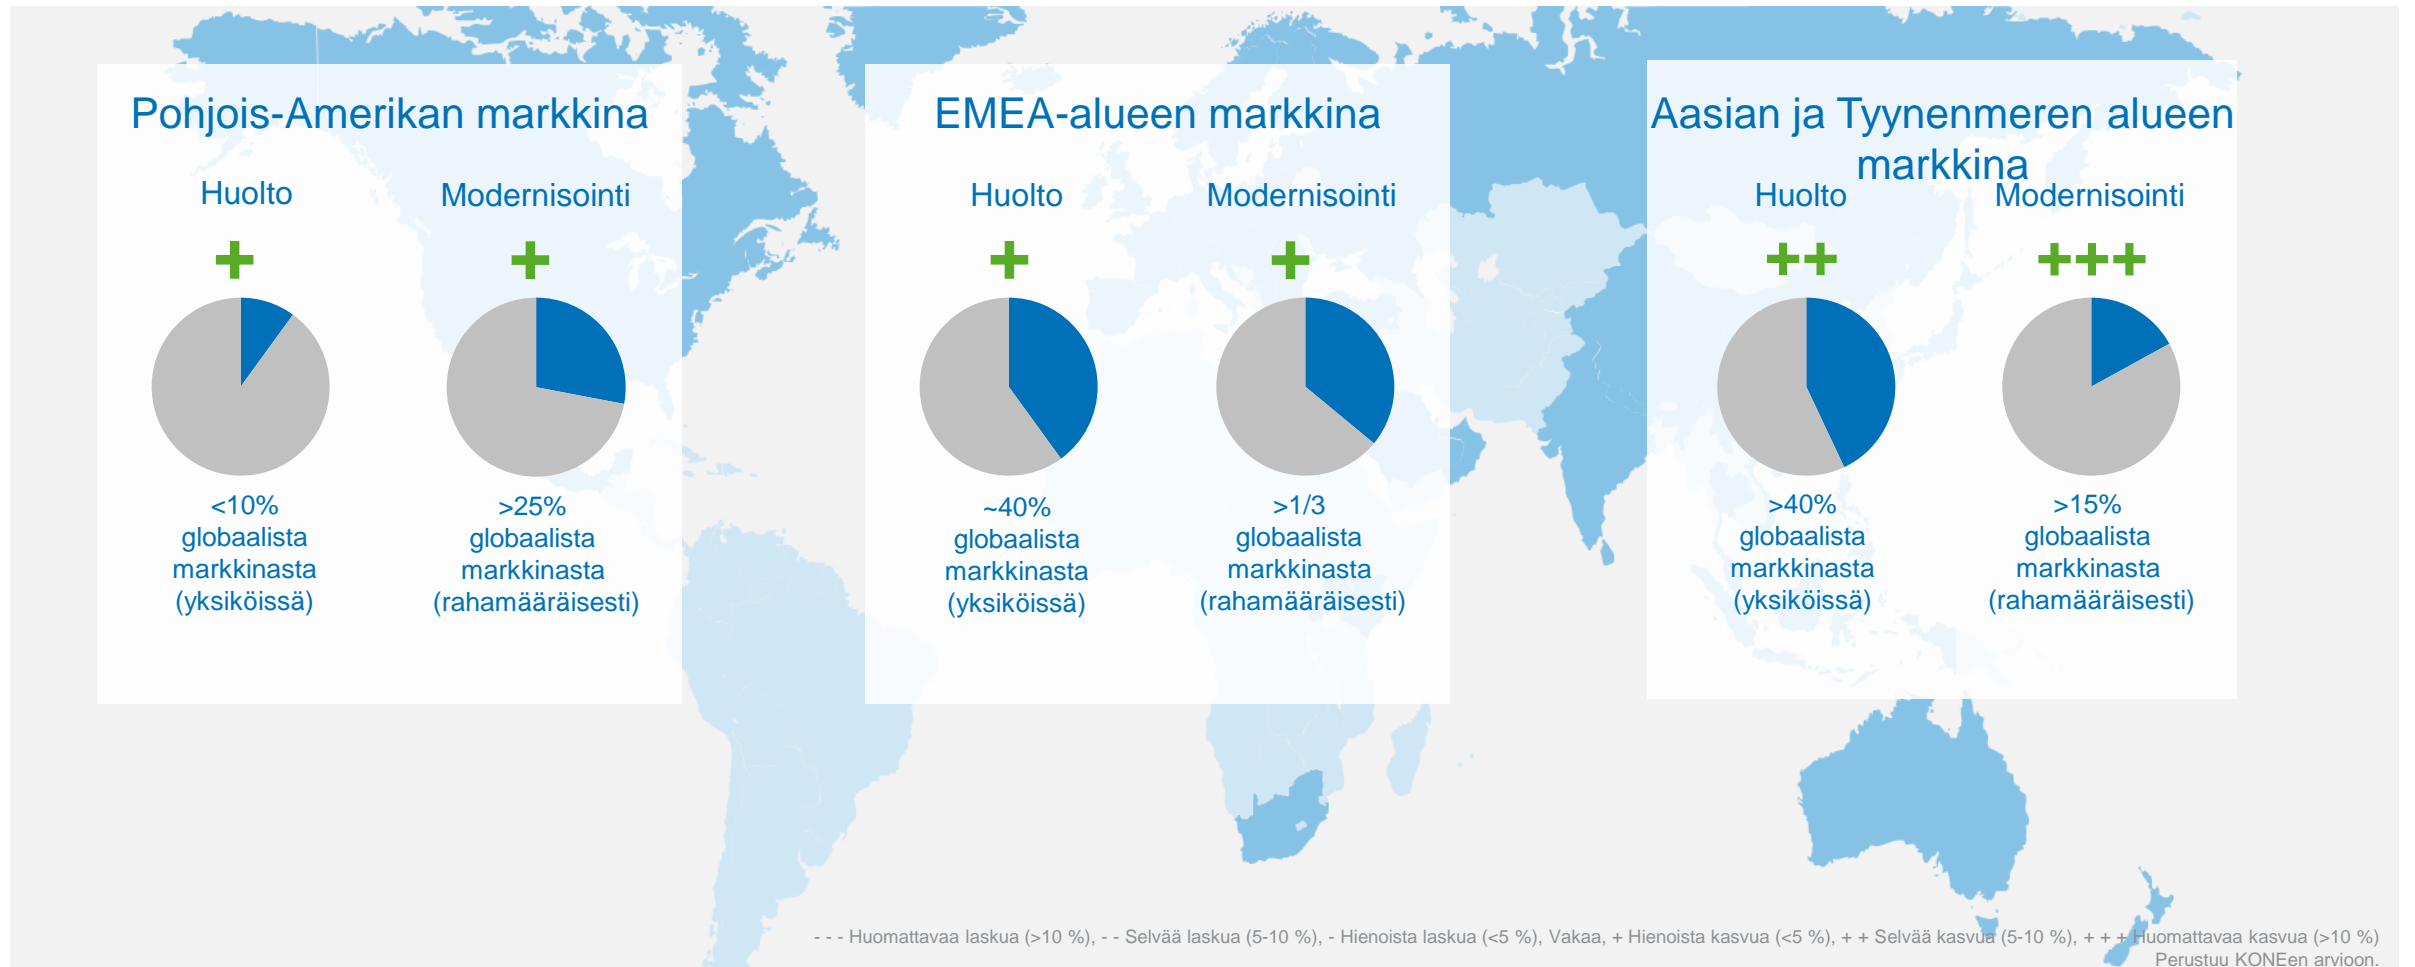 Pohjois-Amerikan markkina
Huolto
Modernisointi
+
+
<10%
globaalista
markkinasta
(yksiköissä)
>25%
globaalista
markkinasta
(rahamääräisesti)
EMEA-alueen markkina
Huolto
Modernisointi
+
+
~40%
globaalista
markkinasta
(yksiköissä)
>1/3
globaalista
markkinasta
(rahamääräisesti)
Aasian ja Tyynenmeren alueen
markkina
Huolto
Modernisointi
++
+++
>40%
globaalista
markkinasta
(yksiköissä)
>15%
globaalista
markkinasta
(rahamääräisesti)
- - - Huomattavaa laskua (>10 %), - - Selvää laskua (5-10 %), - Hienoista laskua (<5 %), Vakaa, + Hienoista kasvua (<5 %), + + Selvää kasvua (5-10 %), + + + Huomattavaa kasvua (>10 %)
Perustuu KONEen arvioon.